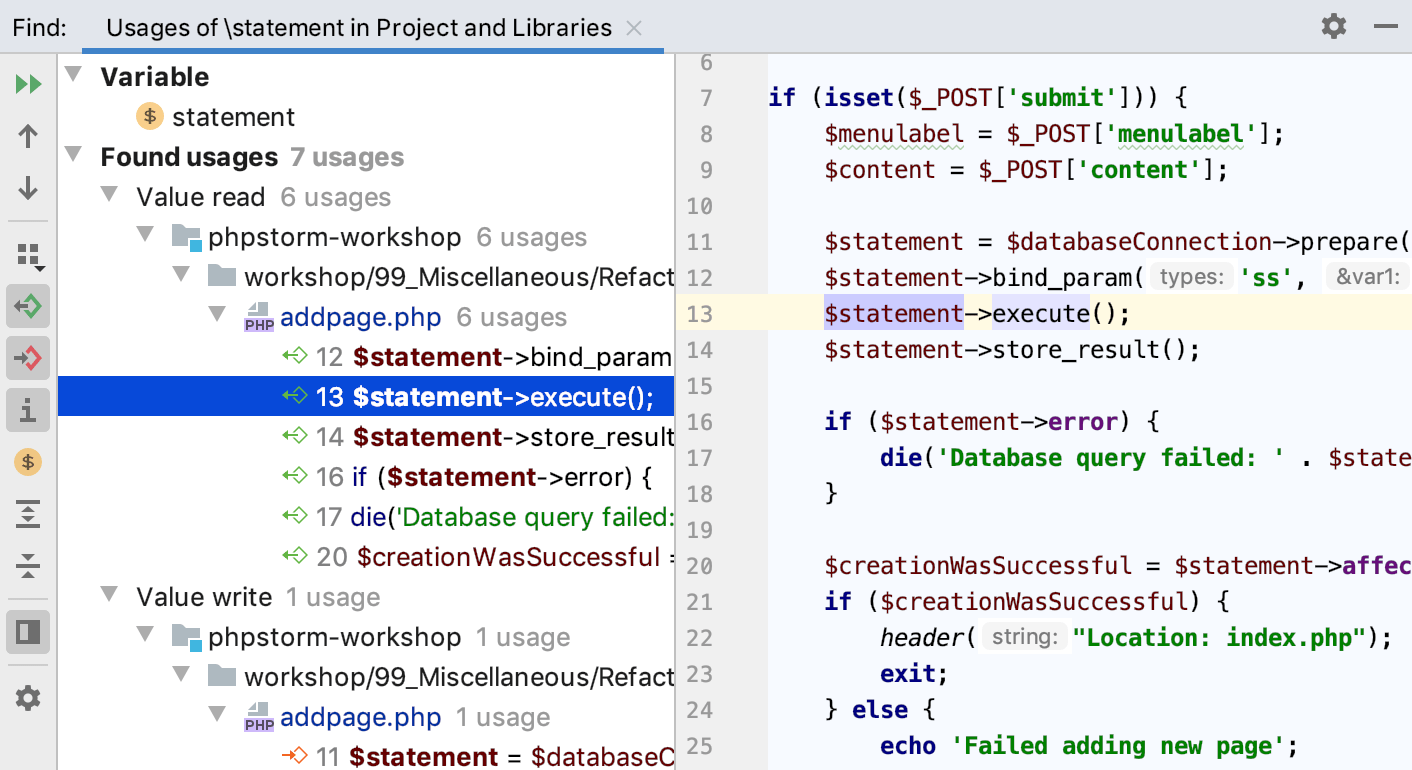 Find: Usages of \statement in Project and Libraries
Variable
$ statement
Found usages 7 usages
Value read 6 usages
phpstorm-workshop 6 usages
workshop/99_Miscellaneous/Refact
PHP addpage.php 6 usages
12 $statement->bind_param
13 $statement->execute();
14 $statement->store_result
16 if ($statement->error) {
17 die('Database query failed:
20 $creationWasSuccessful =
Value write 1 usage
phpstorm-workshop 1 usage
workshop/99_Miscellaneous/Refact
PHP addpage.php 1 usage
11 $statement = $databaseC
$
6
7 if (isset($_POST['submit'])) {
8 $menulabel = $_POST['menulabel'];
9 $content = $_POST['content'];
10
11 $statement = $databaseConnection->prepare(
12 $statement->bind_param( types: 'ss', &var1:
13 $statement->execute();
14 $statement->store_result();
15
16 if ($statement->error) {
17 die('Database query failed: ' . $state
18 }
19
20 $creationWasSuccessful = $statement->affec
21 if ($creationWasSuccessful) {
22 header( string: "Location: index.php");
23 exit;
24 } else {
25 echo 'Failed adding new page';